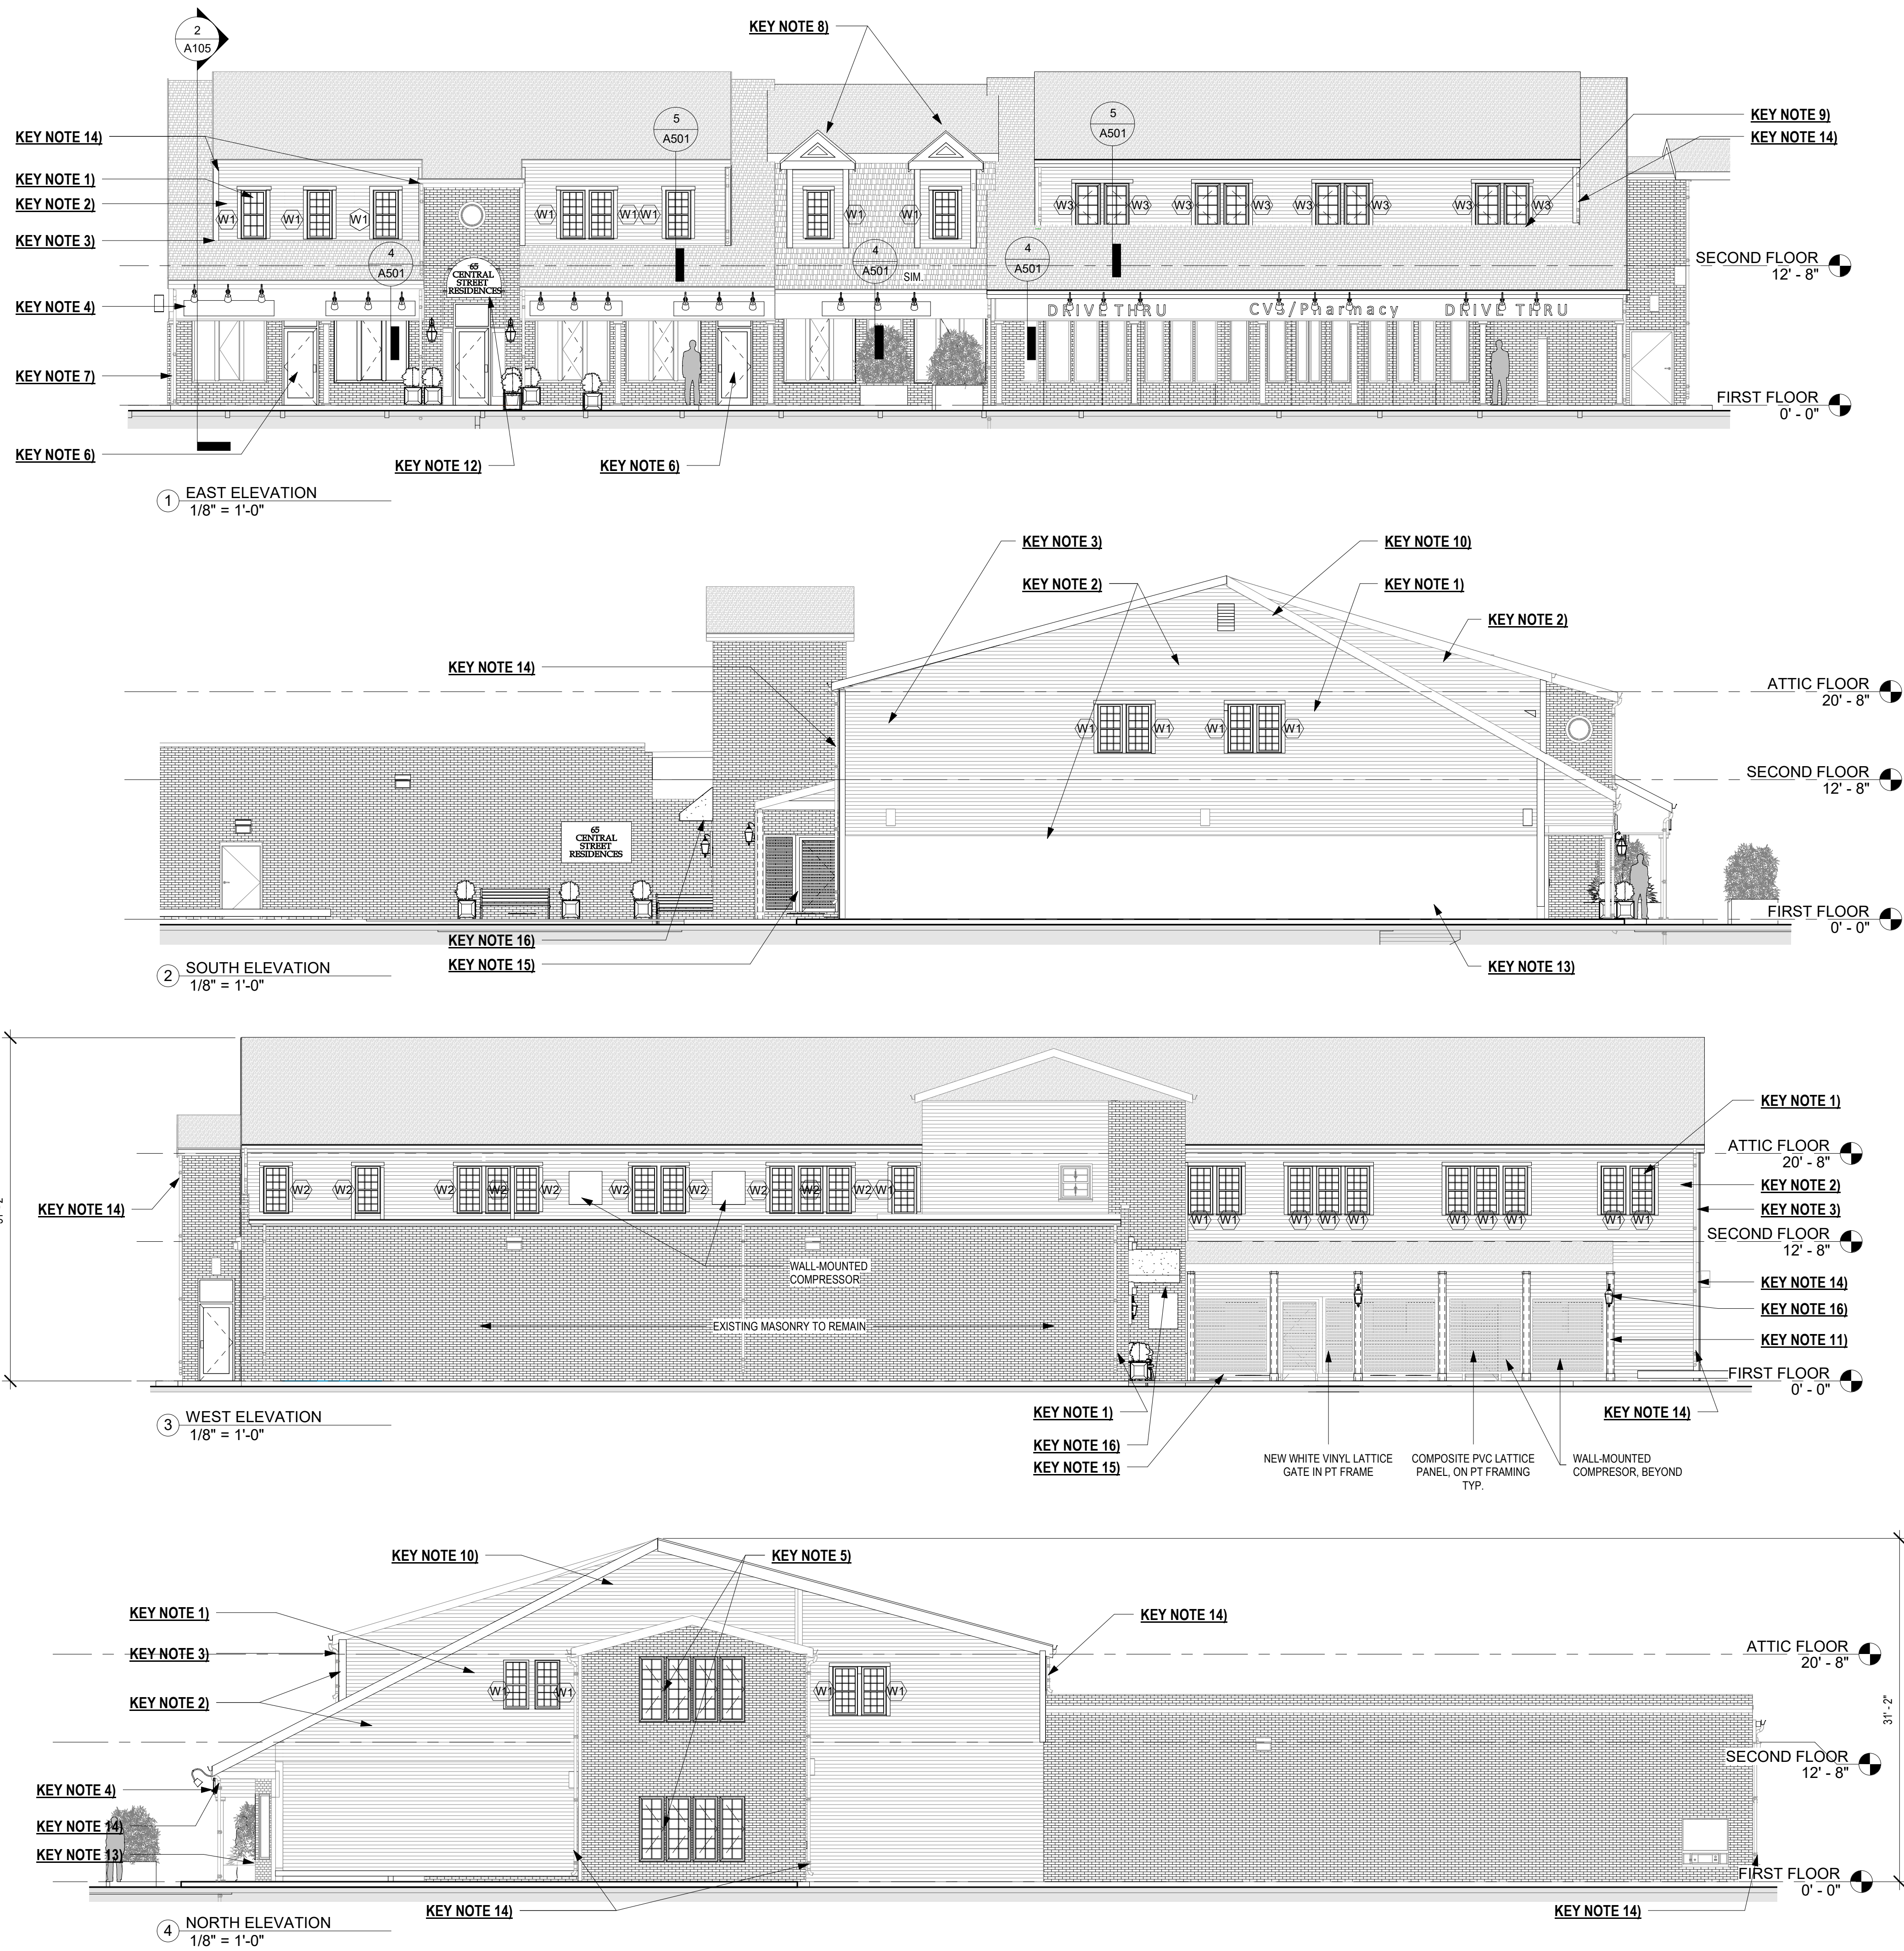 2
A105
KEY NOTE 8)
5
A501
5
A501
KEY NOTE 14)
KEY NOTE 9)
KEY NOTE 14)
KEY NOTE 1)
KEY NOTE 2)
W1 W1 W1 W1 W1 W1 W1 W1 W3 W3 W3 W3 W3 W3 W3 W3
KEY NOTE 3)
4
A501
4
A501
SIM.
4
A501
SECOND FLOOR
12' - 8"
65
CENTRAL
STREET
RESIDENCES
KEY NOTE 4)
DRIVE THRU CVS/Pharmacy DRIVE THRU
KEY NOTE 7)
FIRST FLOOR
0' - 0"
KEY NOTE 6)
KEY NOTE 12)
KEY NOTE 6)
1 EAST ELEVATION
1/8" = 1'-0"
KEY NOTE 3)
KEY NOTE 10)
KEY NOTE 2)
KEY NOTE 1)
KEY NOTE 2)
KEY NOTE 14)
ATTIC FLOOR
20' - 8"
W1 W1 W1 W1
SECOND FLOOR
12' - 8"
65
CENTRAL
STREET
RESIDENCES
FIRST FLOOR
0' - 0"
KEY NOTE 16)
KEY NOTE 15)
KEY NOTE 13)
2 SOUTH ELEVATION
1/8" = 1'-0"
KEY NOTE 1)
ATTIC FLOOR
20' - 8"
W2 W2 W2 W2 W2 W2 W2 W2 W2 W2 W1
KEY NOTE 2)
KEY NOTE 14)
KEY NOTE 3)
W1 W1 W1 W1 W1 W1 W1 W1 W1 W1
SECOND FLOOR
12' - 8"
WALL-MOUNTED
COMPRESSOR
KEY NOTE 14)
KEY NOTE 16)
EXISTING MASONRY TO REMAIN
KEY NOTE 11)
FIRST FLOOR
0' - 0"
KEY NOTE 1)
KEY NOTE 14)
KEY NOTE 16)
KEY NOTE 15)
NEW WHITE VINYL LATTICE
GATE IN PT FRAME
COMPOSITE PVC LATTICE
PANEL, ON PT FRAMING
TYP.
WALL-MOUNTED
COMPRESOR, BEYOND
3 WEST ELEVATION
1/8" = 1'-0"
KEY NOTE 10)
KEY NOTE 5)
KEY NOTE 1)
KEY NOTE 14)
KEY NOTE 3)
ATTIC FLOOR
20' - 8"
W1 W1 W1 W1
KEY NOTE 2)
31' - 2"
SECOND FLOOR
12' - 8"
KEY NOTE 4)
KEY NOTE 14)
KEY NOTE 13)
FIRST FLOOR
0' - 0"
KEY NOTE 14)
KEY NOTE 14)
4 NORTH ELEVATION
1/8" = 1'-0"